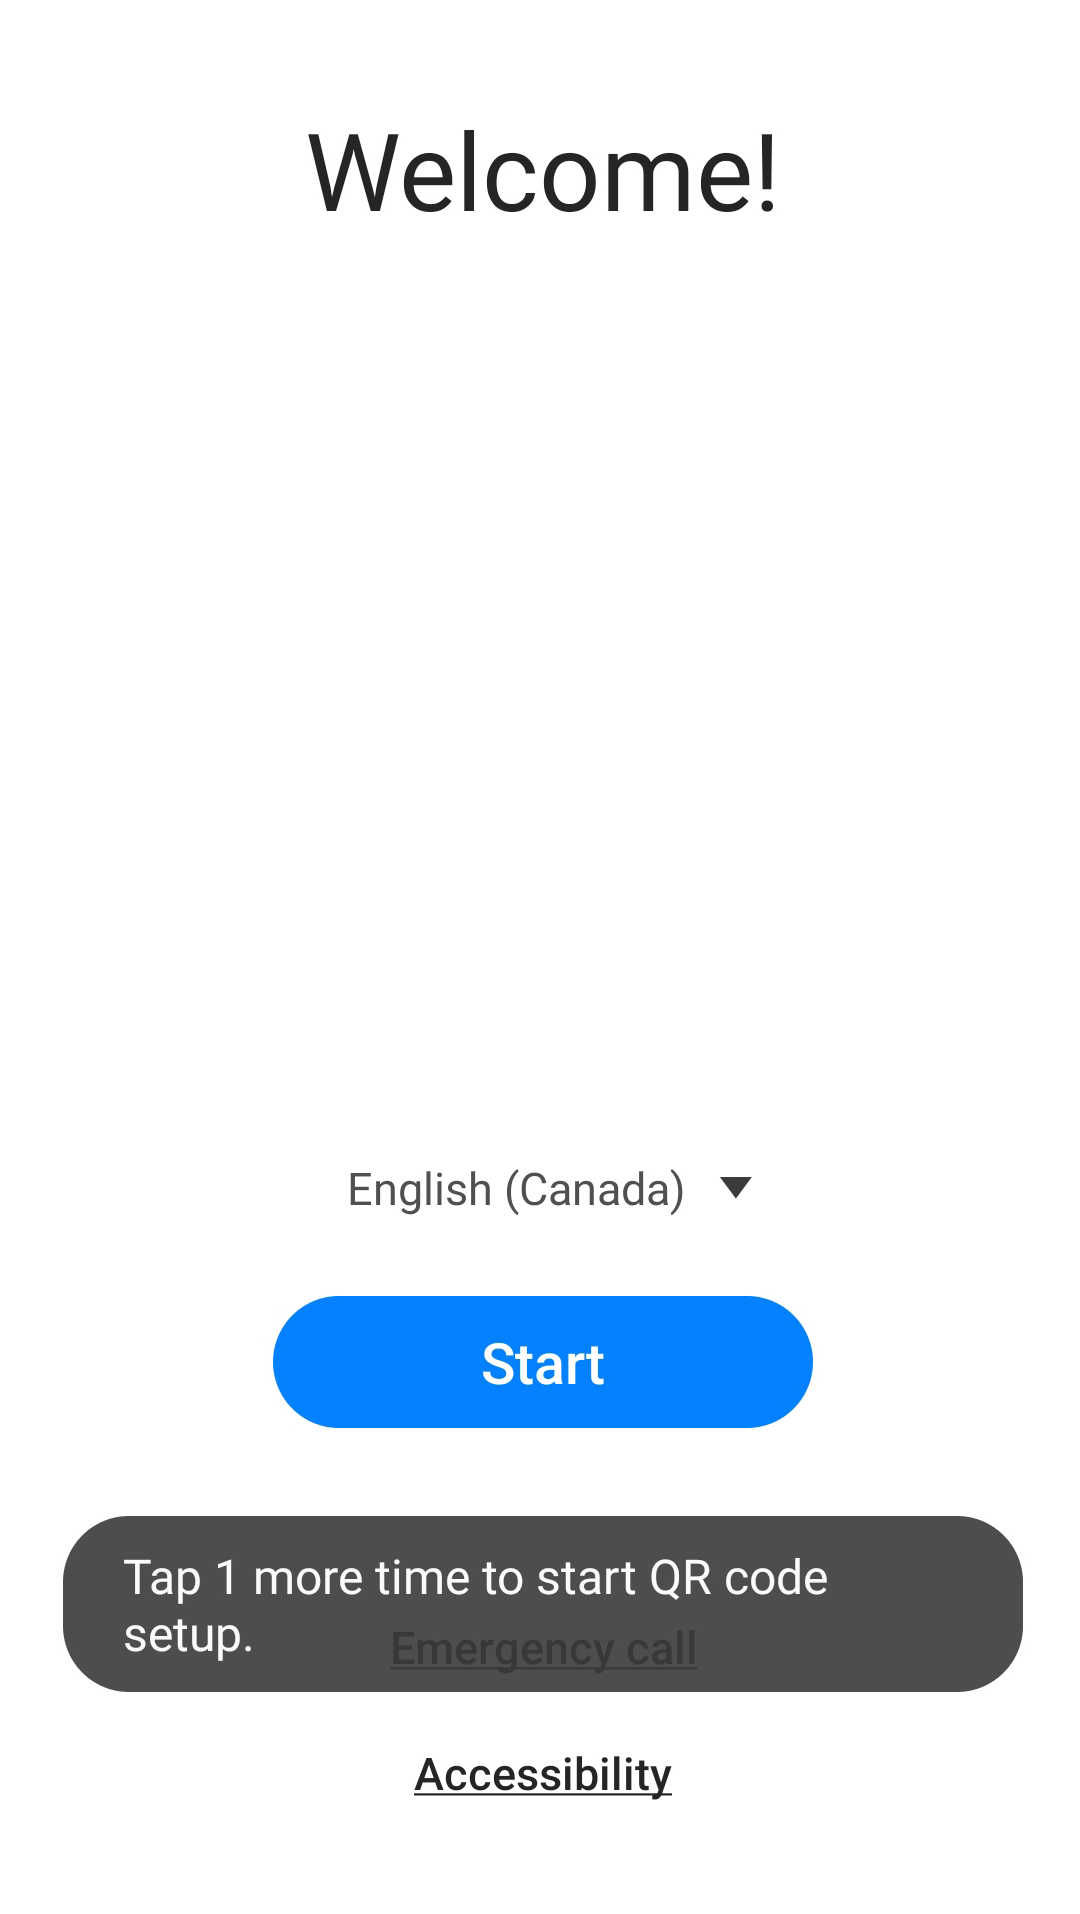 Welcome!
English (Canada)
Start
Tap 1 more time to start QR code
setup.
Emergency call
Accessibility